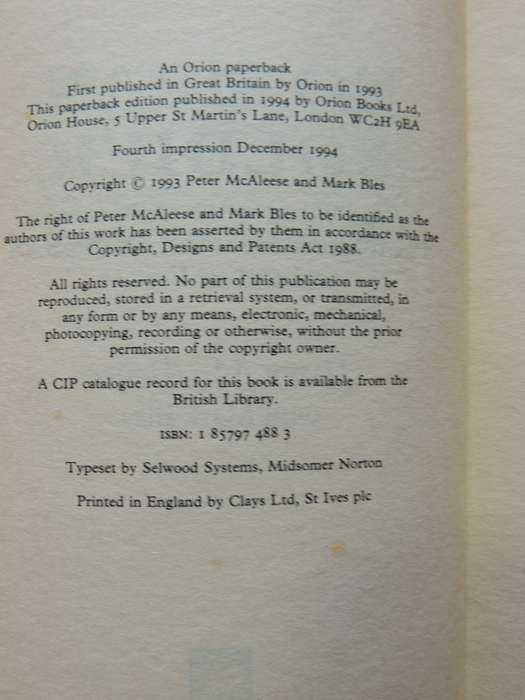 An Orion paperback
First published in Great Britain by Orion in 1993
This paperback edition published in 1994 by Orion Books Ltd,
Orion House, 5 Upper St Martin's Lane, London WC2H 9EA
Fourth impression December 1994
Copyright © 1993 Peter McAleese and Mark Bles
The right of Peter McAleese and Mark Bles to be identified as the
authors of this work has been asserted by them in accordance with the
Copyright, Designs and Patents Act 1988.
All rights reserved. No part of this publication may be
reproduced, stored in a retrieval system, or transmitted, in
any form or by any means, electronic, mechanical,
photocopying, recording or otherwise, without the prior
permission of the copyright owner.
A CIP catalogue record for this book is available from the
British Library.
ISBN: 1 85797 488 3
Typeset by Selwood Systems, Midsomer Norton
Printed in England by Clays Ltd, St Ives plc